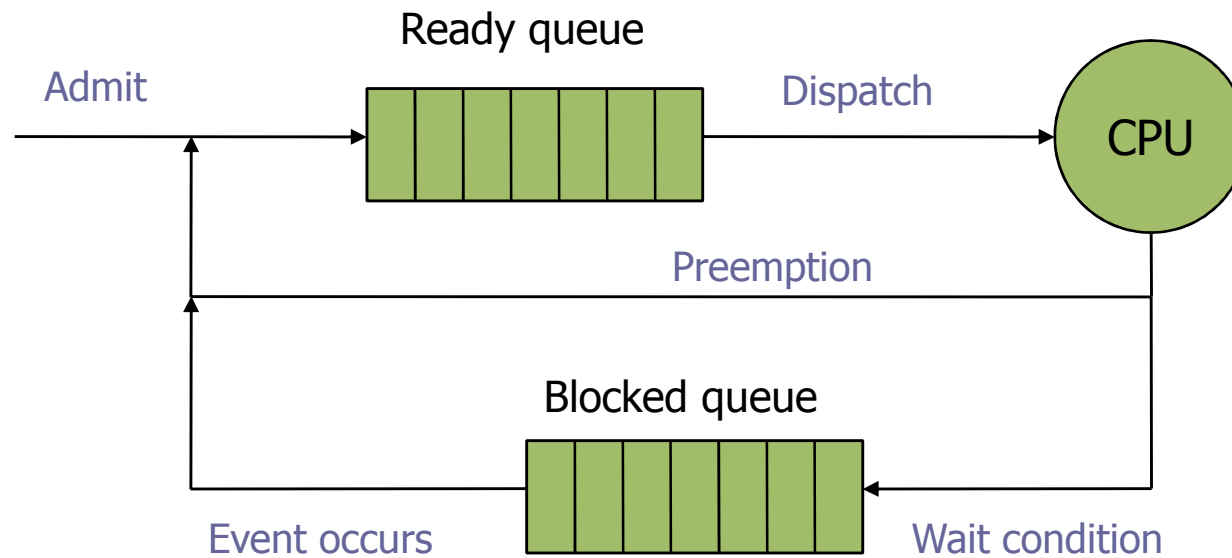 Ready queue
Admit
Dispatch
CPU
Preemption
Blocked queue
Event occurs
Wait condition